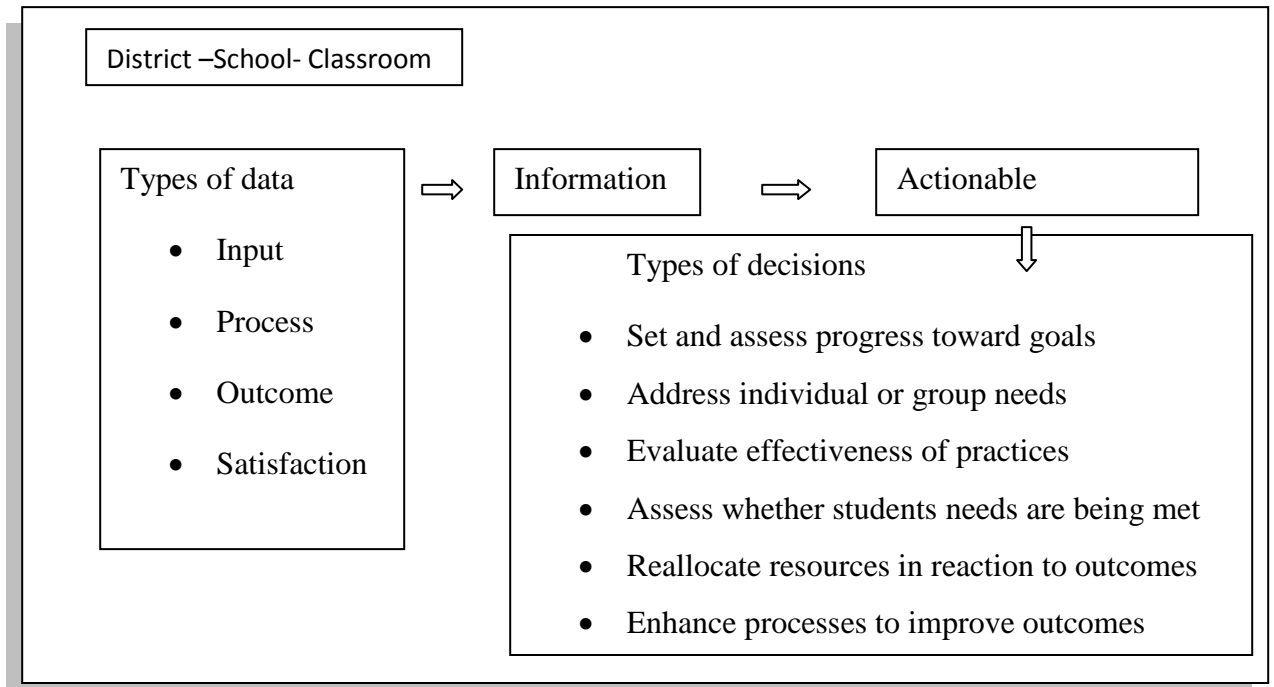 District –School- Classroom
Types of data
• Input
• Process
• Outcome
• Satisfaction
Information
Actionable
Types of decisions
• Set and assess progress toward goals
• Address individual or group needs
• Evaluate effectiveness of practices
• Assess whether students needs are being met
• Reallocate resources in reaction to outcomes
• Enhance processes to improve outcomes